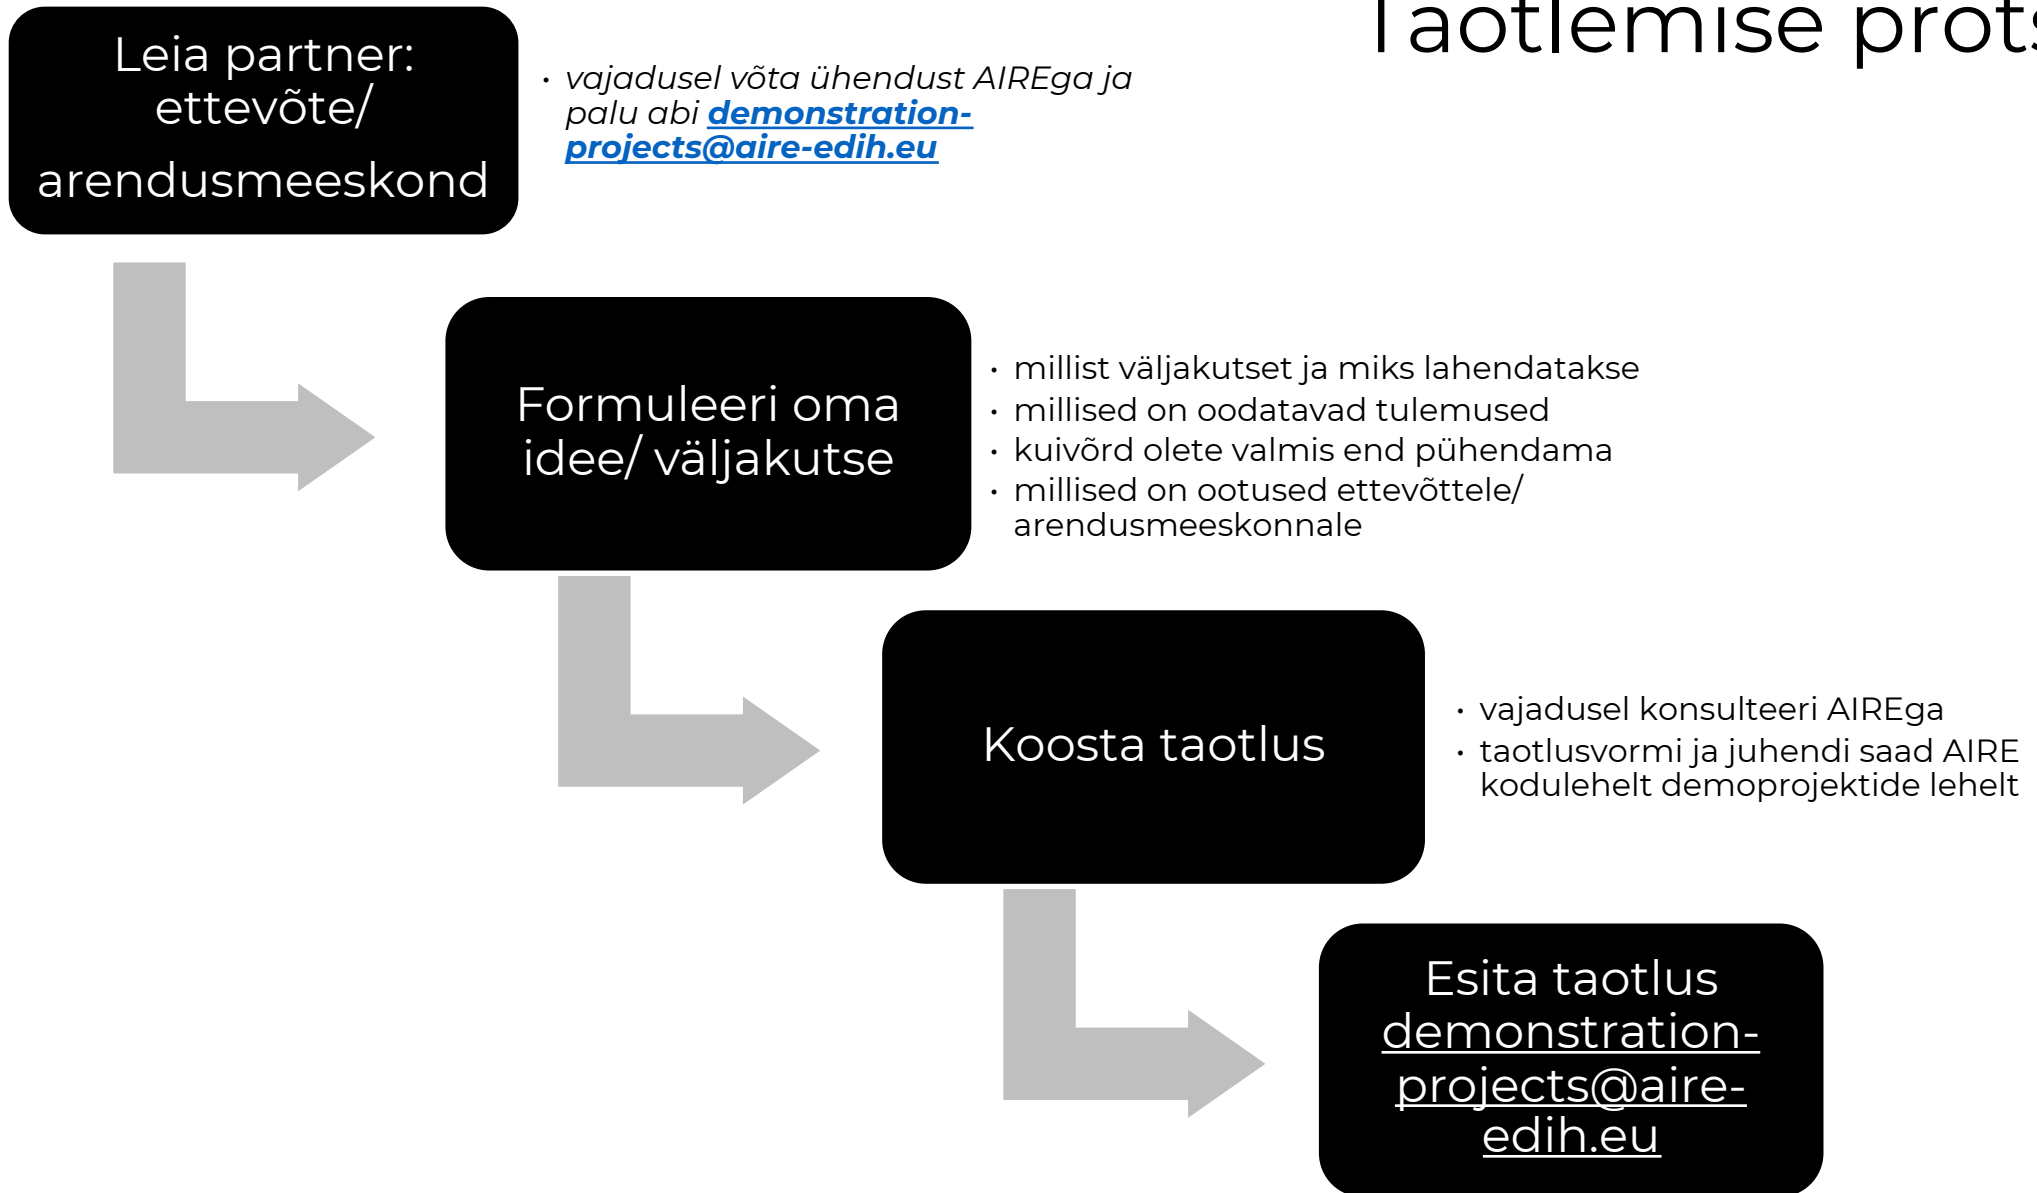 Taotlemise prots
Leia partner:
ettevõte/
arendusmeeskond
• vajadusel võta ühendust AIREga ja
palu abi demonstration-
projects@aire-edih.eu
Formuleeri oma
idee/ väljakutse
• millist väljakutset ja miks lahendatakse
• millised on oodatavad tulemused
• kuivõrd olete valmis end pühendama
• millised on ootused ettevõttele/
arendusmeeskonnale
Koosta taotlus
• vajadusel konsulteeri AIREga
• taotlusvormi ja juhendi saad AIRE
kodulehelt demoprojektide lehelt
Esita taotlus
demonstration-
projects@aire-
edih.eu